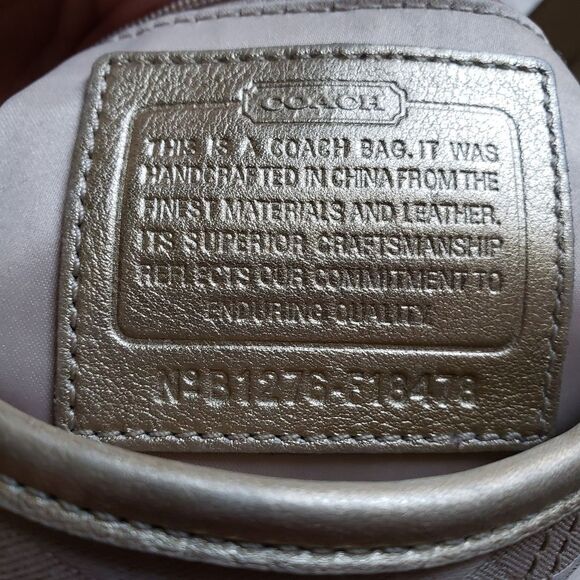 COACH
THIS IS A COACH BAG. IT WAS
HANDCRAFTED IN CHINA FROM THE
FINEST MATERIALS AND LEATHER.
ITS SUPERIOR CRAFTSMANSHIP
REFLECTS OUR COMMITMENT TO
ENDURING QUALITY.
Nº B1276-F18478